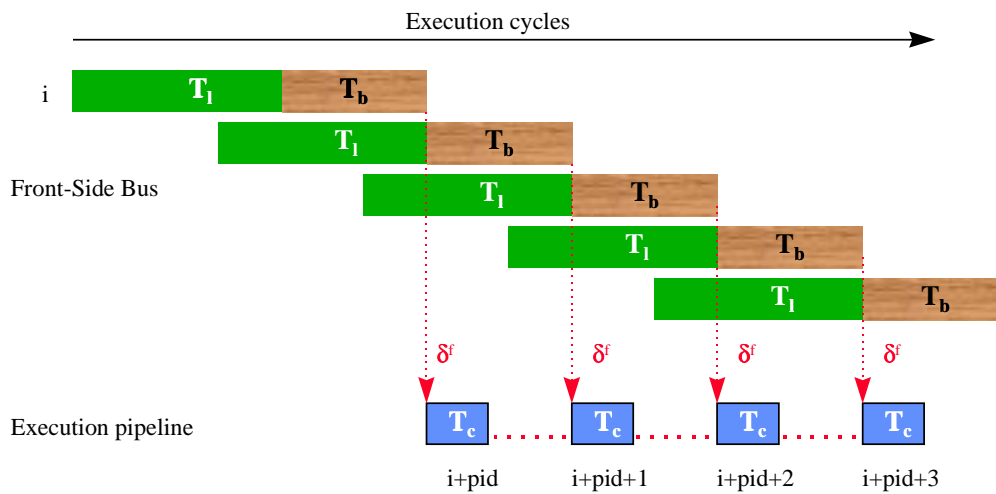 Execution cycles
i
T_l T_b
T_l T_b
Front-Side Bus
T_l T_b
T_l T_b
T_l T_b
δ^f δ^f δ^f δ^f
Execution pipeline
T_c T_c T_c T_c
i+pid i+pid+1 i+pid+2 i+pid+3